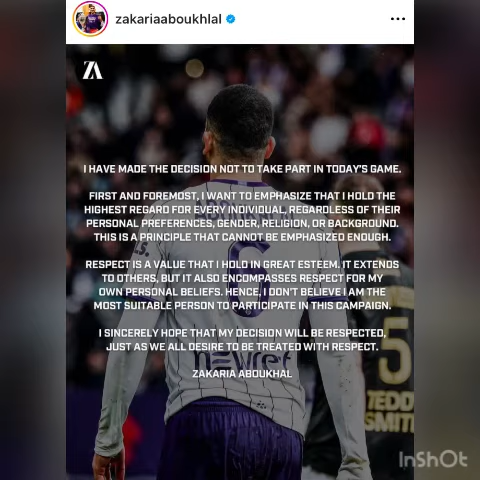 zakariaaboukhlal
ZA
I HAVE MADE THE DECISION NOT TO TAKE PART IN TODAY'S GAME.
FIRST AND FOREMOST, I WANT TO EMPHASIZE THAT I HOLD THE
HIGHEST REGARD FOR EVERY INDIVIDUAL, REGARDLESS OF THEIR
PERSONAL PREFERENCES, GENDER, RELIGION, OR BACKGROUND.
THIS IS A PRINCIPLE THAT CANNOT BE EMPHASIZED ENOUGH.
RESPECT IS A VALUE THAT I HOLD IN GREAT ESTEEM. IT EXTENDS
TO OTHERS, BUT IT ALSO ENCOMPASSES RESPECT FOR MY
OWN PERSONAL BELIEFS. HENCE, I DON'T BELIEVE I AM THE
MOST SUITABLE PERSON TO PARTICIPATE IN THIS CAMPAIGN.
I SINCERELY HOPE THAT MY DECISION WILL BE RESPECTED,
JUST AS WE ALL DESIRE TO BE TREATED WITH RESPECT.
ZAKARIA ABOUKHAL
6
newrest
5
TEDD
SMITH
InShOt